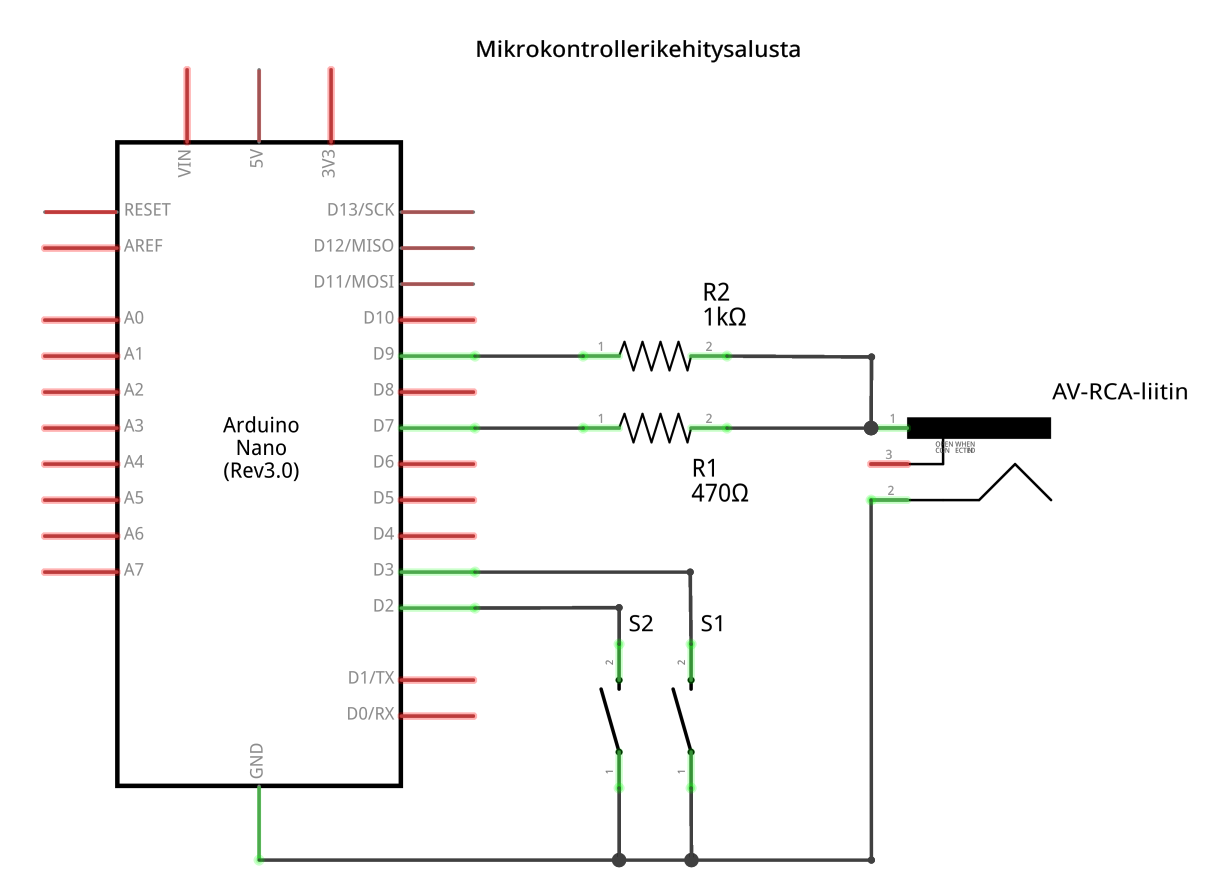 Mikrokontrollerikehitysalusta
VIN
5V
3V3
RESET
D13/SCK
AREF
D12/MISO
D11/MOSI
A0
D10
R2
1kΩ
A1
D9
1
2
A2
D8
AV-RCA-liitin
A3
Arduino
Nano
(Rev3.0)
D7
1
2
1
OPEN WHEN
CONNECTED
A4
D6
R1
470Ω
3
A5
D5
2
A6
D4
A7
D3
D2
S2
S1
2
2
D1/TX
D0/RX
GND
1
1